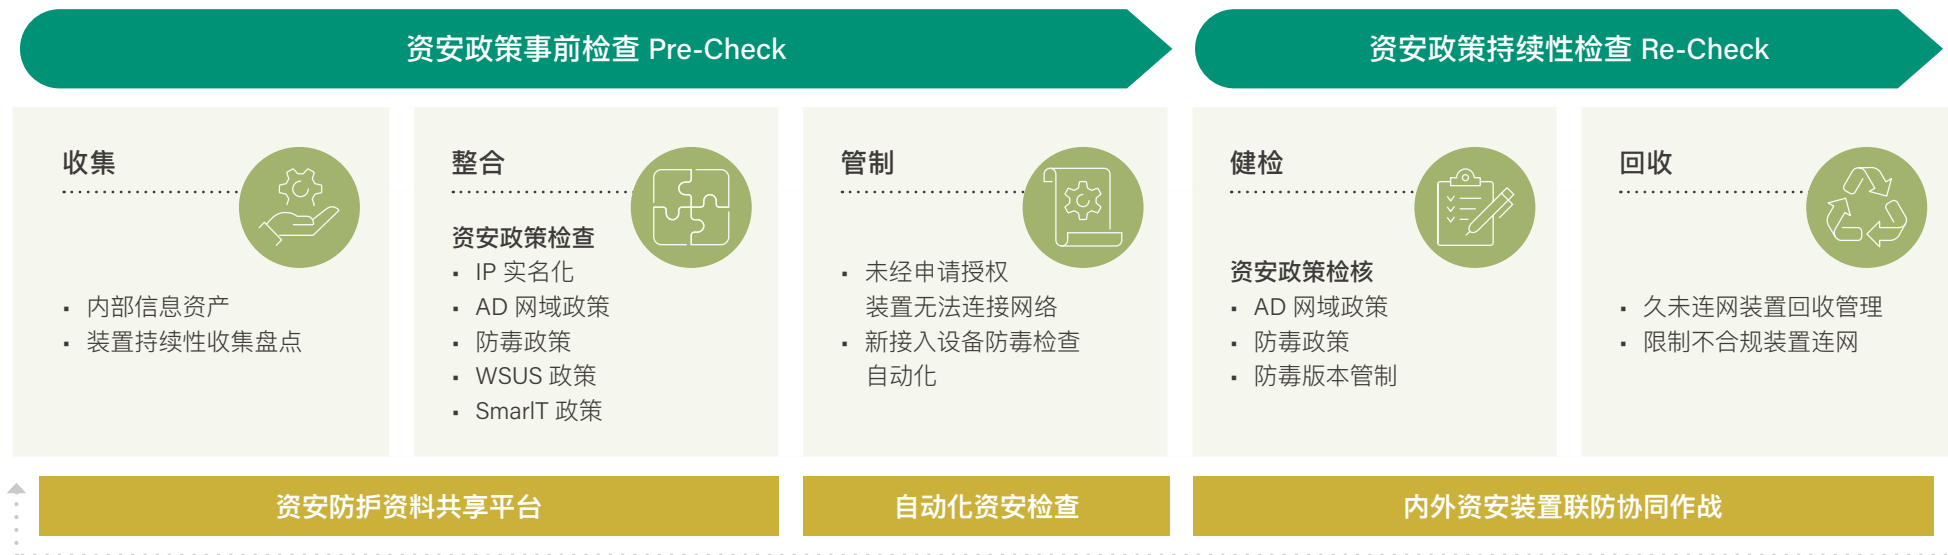 资安政策事前检查 Pre-Check
资安政策持续性检查 Re-Check
收集
▪ 内部信息资产
▪ 装置持续性收集盘点
整合
资安政策检查
▪ IP 实名化
▪ AD 网域政策
▪ 防毒政策
▪ WSUS 政策
▪ SmarIT 政策
管制
▪ 未经申请授权
装置无法连接网络
▪ 新接入设备防毒检查
自动化
健检
资安政策检核
▪ AD 网域政策
▪ 防毒政策
▪ 防毒版本管制
回收
▪ 久未连网装置回收管理
▪ 限制不合规装置连网
资安防护资料共享平台
自动化资安检查
内外资安装置联防协同作战